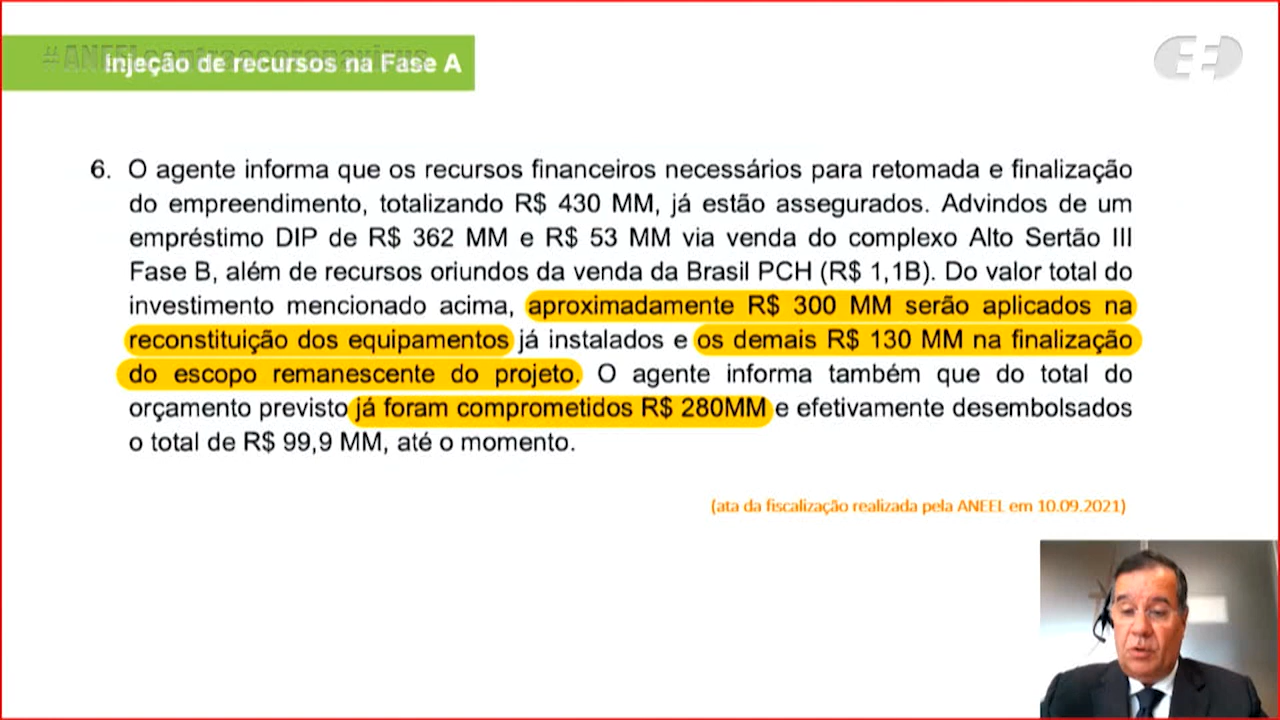 #ANEELcontraocoronavirus
Injeção de recursos na Fase A
6. O agente informa que os recursos financeiros necessários para retomada e finalização
do empreendimento, totalizando R$ 430 MM, já estão assegurados. Advindos de um
empréstimo DIP de R$ 362 MM e R$ 53 MM via venda do complexo Alto Sertão III
Fase B, além de recursos oriundos da venda da Brasil PCH (R$ 1,1B). Do valor total do
investimento mencionado acima, aproximadamente R$ 300 MM serão aplicados na
reconstituição dos equipamentos já instalados e os demais R$ 130 MM na finalização
do escopo remanescente do projeto. O agente informa também que do total do
orçamento previsto já foram comprometidos R$ 280MM e efetivamente desembolsados
o total de R$ 99,9 MM, até o momento.
(ata da fiscalização realizada pela ANEEL em 10.09.2021)